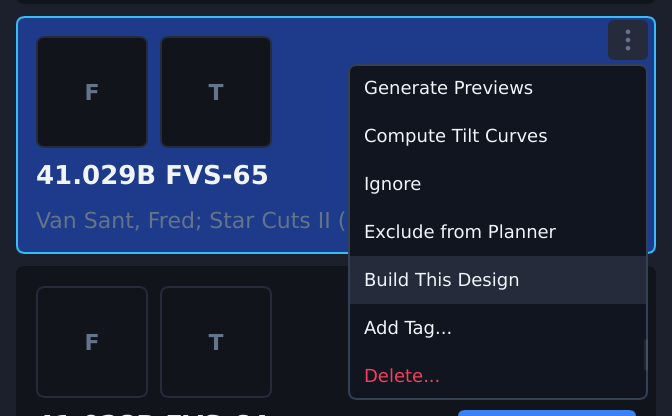 F T
Generate Previews
Compute Tilt Curves
Ignore
41.029B FVS-65
Van Sant, Fred; Star Cuts II (
Exclude from Planner
Build This Design
Add Tag...
Delete...
F T